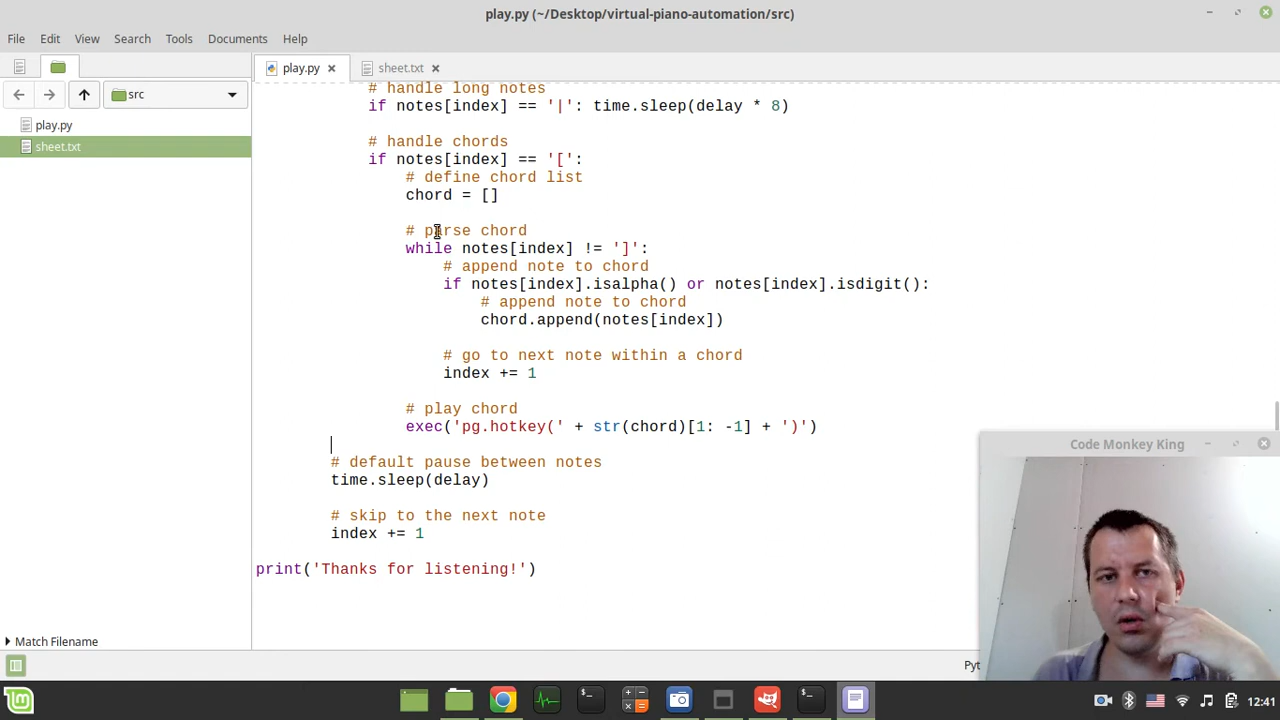 play.py (~/Desktop/virtual-piano-automation/src)
File Edit View Search Tools Documents Help
play.py sheet.txt
src
play.py
sheet.txt
# handle long notes
if notes[index] == '|': time.sleep(delay * 8)
# handle chords
if notes[index] == '[':
# define chord list
chord = []
# parse chord
while notes[index] != ']':
# append note to chord
if notes[index].isalpha() or notes[index].isdigit():
# append note to chord
chord.append(notes[index])
# go to next note within a chord
index += 1
# play chord
exec('pg.hotkey(' + str(chord)[1: -1] + ')')
# default pause between notes
time.sleep(delay)
# skip to the next note
index += 1
print('Thanks for listening!')
Code Monkey King
Match Filename
Pyt
12:41